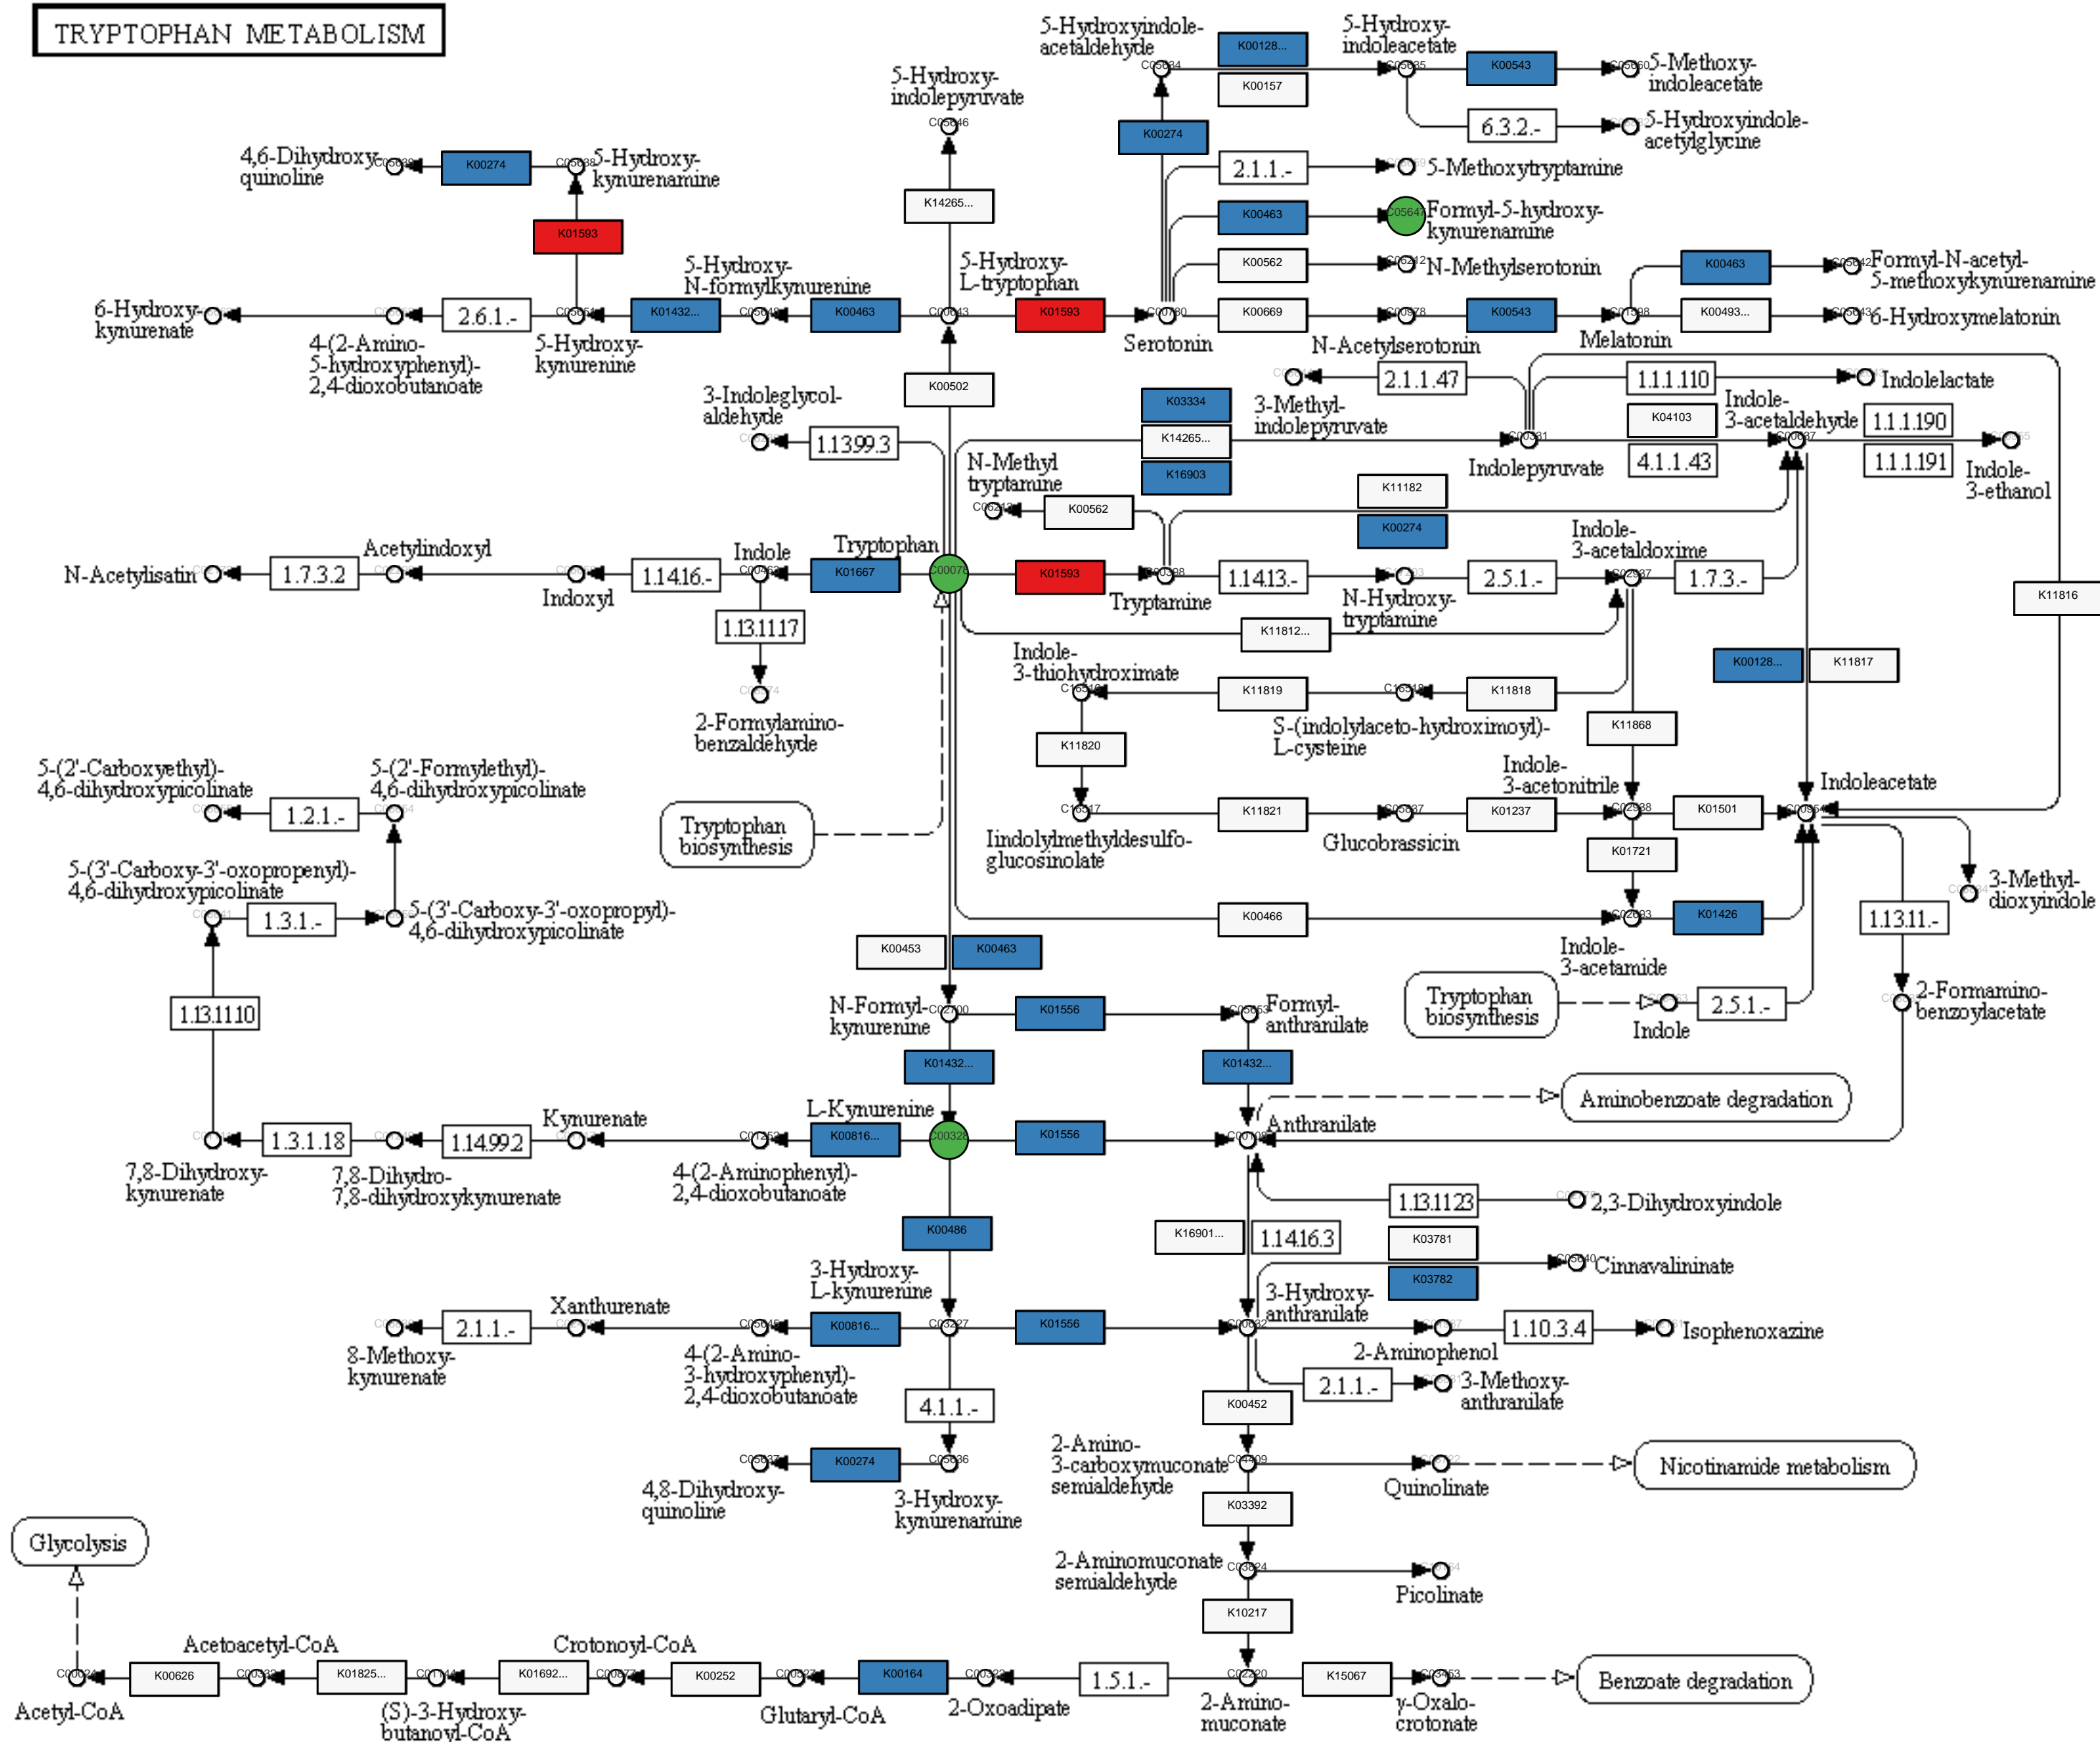 TRYPTOPHAN METABOLISM
5-Hydroxyindole-
acetaldehyde
K00128...
K00157
5-Hydroxy-
indoleacetate
K00543
5-Methoxy-
indoleacetate
6.3.2.-
5-Hydroxyindole-
acetylglycine
5-Hydroxy-
indolepyruvate
C05646
K00274
2.1.1.-
5-Methoxytryptamine
4,6-Dihydroxy-
quinoline
K00274
5-Hydroxy-
kynurenamine
K14265...
K00463
C05647
Formyl-5-hydroxy-
kynurenamine
K01593
K00562
N-Methylserotonin
K00463
Formyl-N-acetyl-
5-methoxykynurenamine
5-Hydroxy-
N-formylkynurenine
5-Hydroxy-
L-tryptophan
6-Hydroxy-
kynurenate
2.6.1.-
K01432...
K00463
K01593
K00669
K00543
K00493...
6-Hydroxymelatonin
4-(2-Amino-
5-hydroxyphenyl)-
2,4-dioxobutanoate
5-Hydroxy-
kynurenine
Serotonin
N-Acetylserotonin
Melatonin
K00502
2.1.1.47
1.1.1.110
Indolelactate
3-Indoleglycol-
aldehyde
1.1399.3
K03334
K14265...
K16903
3-Methyl-
indolepyruvate
K04103
4.1.1.43
Indole-
3-acetaldehyde
1.1.1.190
1.1.1.191
Indolepyruvate
Indole-
3-ethanol
N-Methyl
tryptamine
K00562
K11182
K00274
Indole-
3-acetaldoxime
N-Acetylisatin
1.7.3.2
Acetylindoxyl
Indoxyl
1.14.16.-
Indole
K01667
Tryptophan
C00078
K01593
Tryptamine
1.14.13.-
N-Hydroxy-
tryptamine
2.5.1.-
C02937
1.7.3.-
K11816
1.13.11.17
K11812...
2-Formylamino-
benzaldehyde
Indole-
3-thiohydroximate
K11819
K11818
K00128...
K11817
S-(indolylaceto-hydroximoyl)-
L-cysteine
K11820
K11868
5-(2'-Carboxyethyl)-
4,6-dihydroxypicolinate
5-(2'-Formylethyl)-
4,6-dihydroxypicolinate
1.2.1.-
Tryptophan
biosynthesis
Indole-
3-acetonitrile
Indoleacetate
C16517
K11821
C05837
K01237
C02938
K01501
Iindolylmethyldesulfo-
glucosinolate
Glucobrassicin
K01721
5-(3'-Carboxy-3'-oxopropenyl)-
4,6-dihydroxypicolinate
1.3.1.-
5-(3'-Carboxy-3'-oxopropyl)-
4,6-dihydroxypicolinate
K00466
K01426
3-Methyl-
dioxyindole
1.13.11.-
K00453
K00463
Indole-
3-acetamide
1.13.11.10
N-Formyl-
kynurenine
C02700
K01556
Formyl-
anthranilate
Tryptophan
biosynthesis
Indole
2.5.1.-
2-Formamino-
benzoylacetate
K01432...
K01432...
Aminobenzoate degradation
1.3.1.18
1.14.99.2
Kynurenate
L-Kynurenine
K00816...
C00328
K01556
Anthranilate
7,8-Dihydroxy-
kynurenate
7,8-Dihydro-
7,8-dihydroxykynurenate
4-(2-Aminophenyl)-
2,4-dioxobutanoate
1.13.11.23
2,3-Dihydroxyindole
K00486
K16901...
1.14.16.3
K03781
K03782
Cinnavalininate
3-Hydroxy-
L-kynurenine
3-Hydroxy-
anthranilate
2.1.1.-
Xanthurenate
K00816...
C03227
K01556
1.10.3.4
Isophenoxazine
8-Methoxy-
kynurenate
4-(2-Amino-
3-hydroxyphenyl)-
2,4-dioxobutanoate
2-Aminophenol
2.1.1.-
3-Methoxy-
anthranilate
4.1.1.-
K00452
K00274
C05636
4,8-Dihydroxy-
quinoline
3-Hydroxy-
kynurenamine
2-Amino-
3-carboxymuconate
semialdehyde
C04409
Quinolinate
Nicotinamide metabolism
K03392
Glycolysis
2-Aminomuconate
semialdehyde
C03824
Picolinate
K10217
Acetoacetyl-CoA
Crotonoyl-CoA
K00626
K01825...
K01692...
K00252
K00164
1.5.1.-
C02220
K15067
C03453
Benzoate degradation
Acetyl-CoA
(S)-3-Hydroxy-
butanoyl-CoA
Glutaryl-CoA
2-Oxoadipate
2-Amino-
muconate
γ-Oxalo-
crotonate